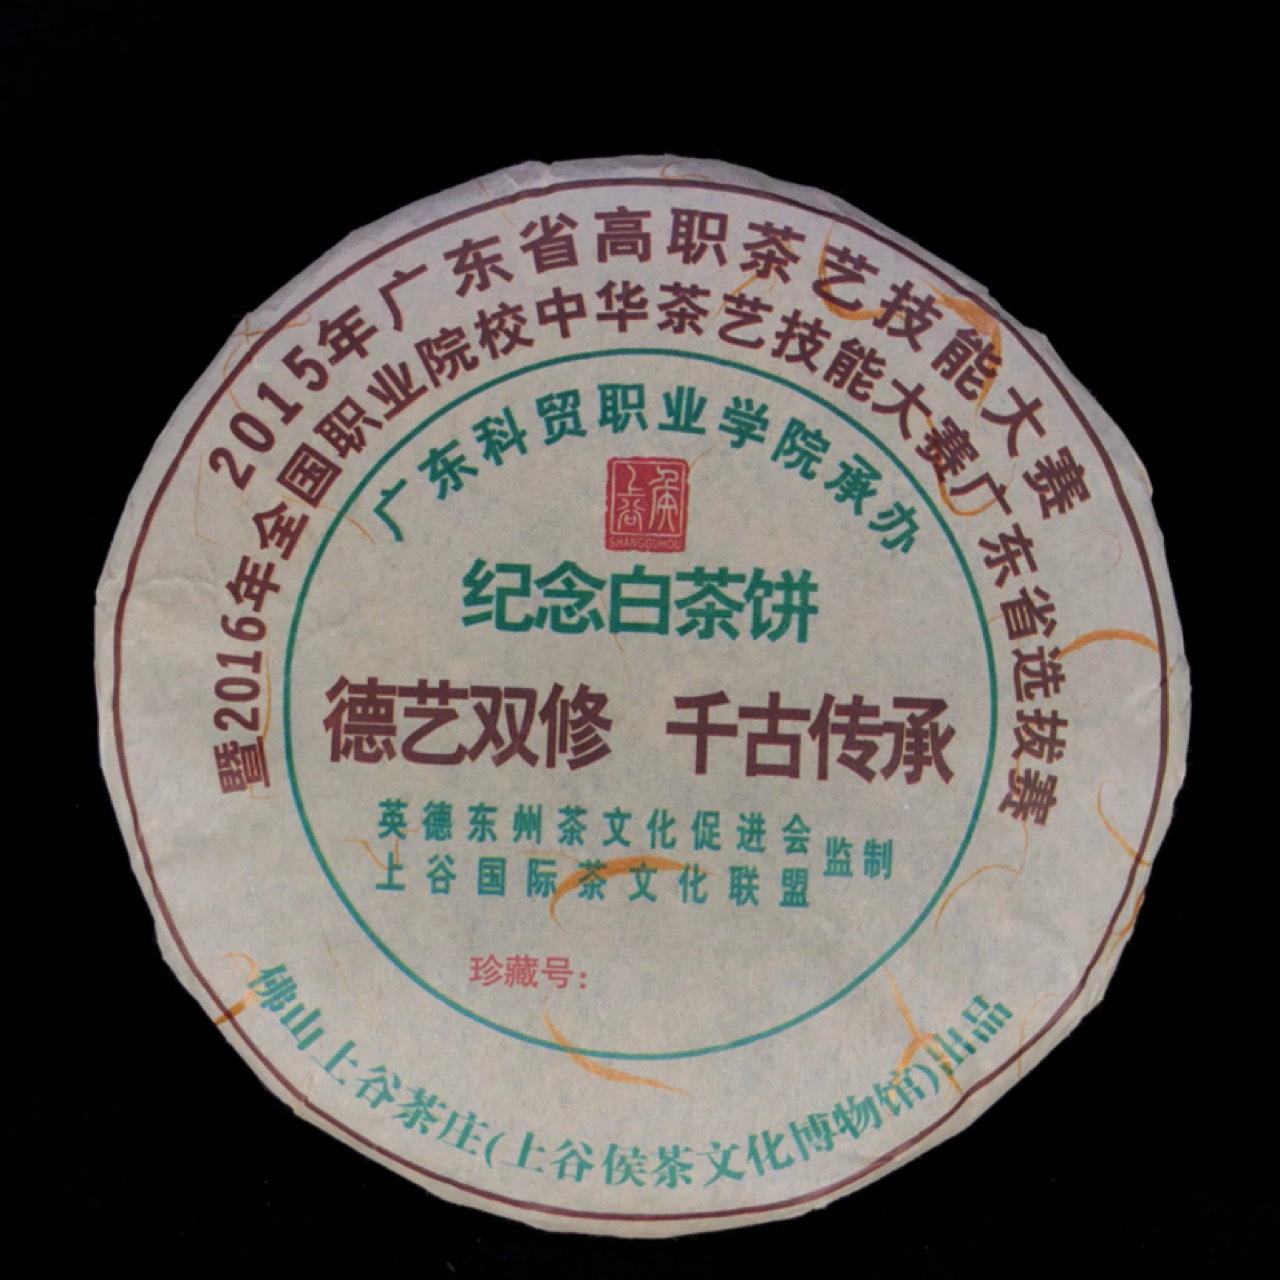 2015年广东省高职茶艺技能大赛
暨2016年全国职业院校中华茶艺技能大赛广东省选拔赛
广东科贸职业学院承办
上谷侯
SHANGGUHOU
纪念白茶饼
德艺双修 千古传承
英德东州茶文化促进会
上谷国际茶文化联盟
监制
珍藏号:
佛山上谷茶庄(上谷侯茶文化博物馆)出品